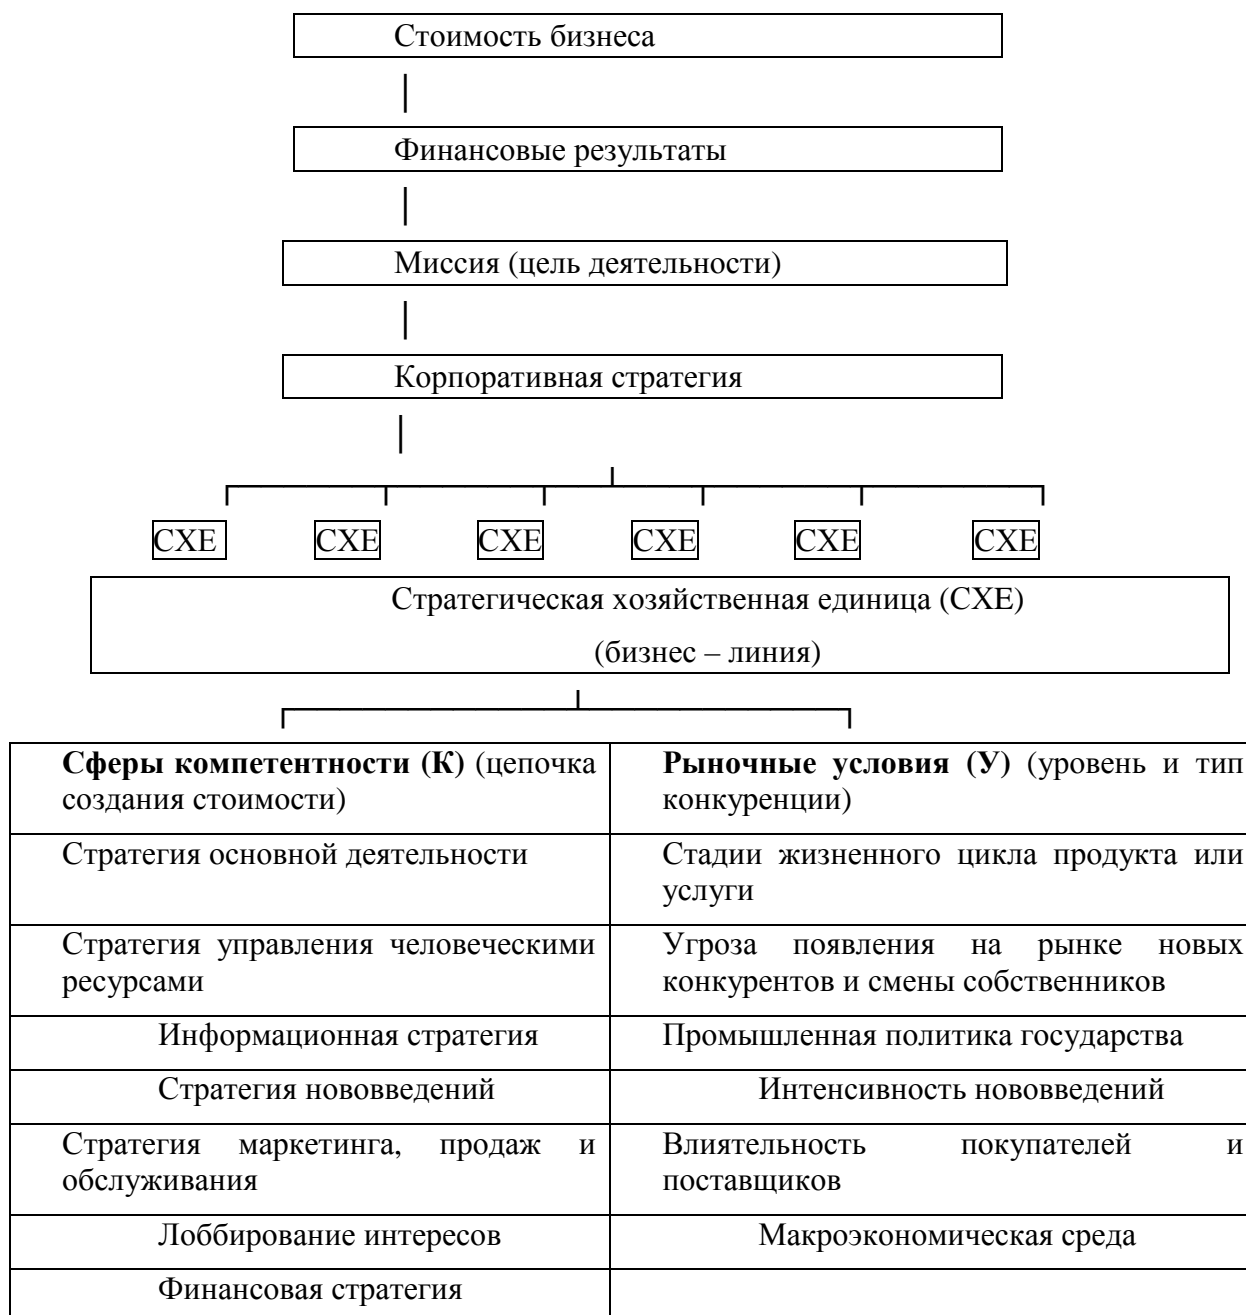 Стоимость бизнеса
Финансовые результаты
Миссия (цель деятельности)
Корпоративная стратегия
СХЕ СХЕ СХЕ СХЕ СХЕ СХЕ
Стратегическая хозяйственная единица (СХЕ)
(бизнес – линия)
Сферы компетентности (К) (цепочка
создания стоимости)
Рыночные условия (У) (уровень и тип
конкуренции)
Стратегия основной деятельности
Стадии жизненного цикла продукта или
услуги
Стратегия управления человеческими
ресурсами
Угроза появления на рынке новых
конкурентов и смены собственников
Информационная стратегия
Промышленная политика государства
Стратегия нововведений
Интенсивность нововведений
Стратегия маркетинга, продаж и
обслуживания
Влиятельность покупателей и
поставщиков
Лоббирование интересов
Макроэкономическая среда
Финансовая стратегия